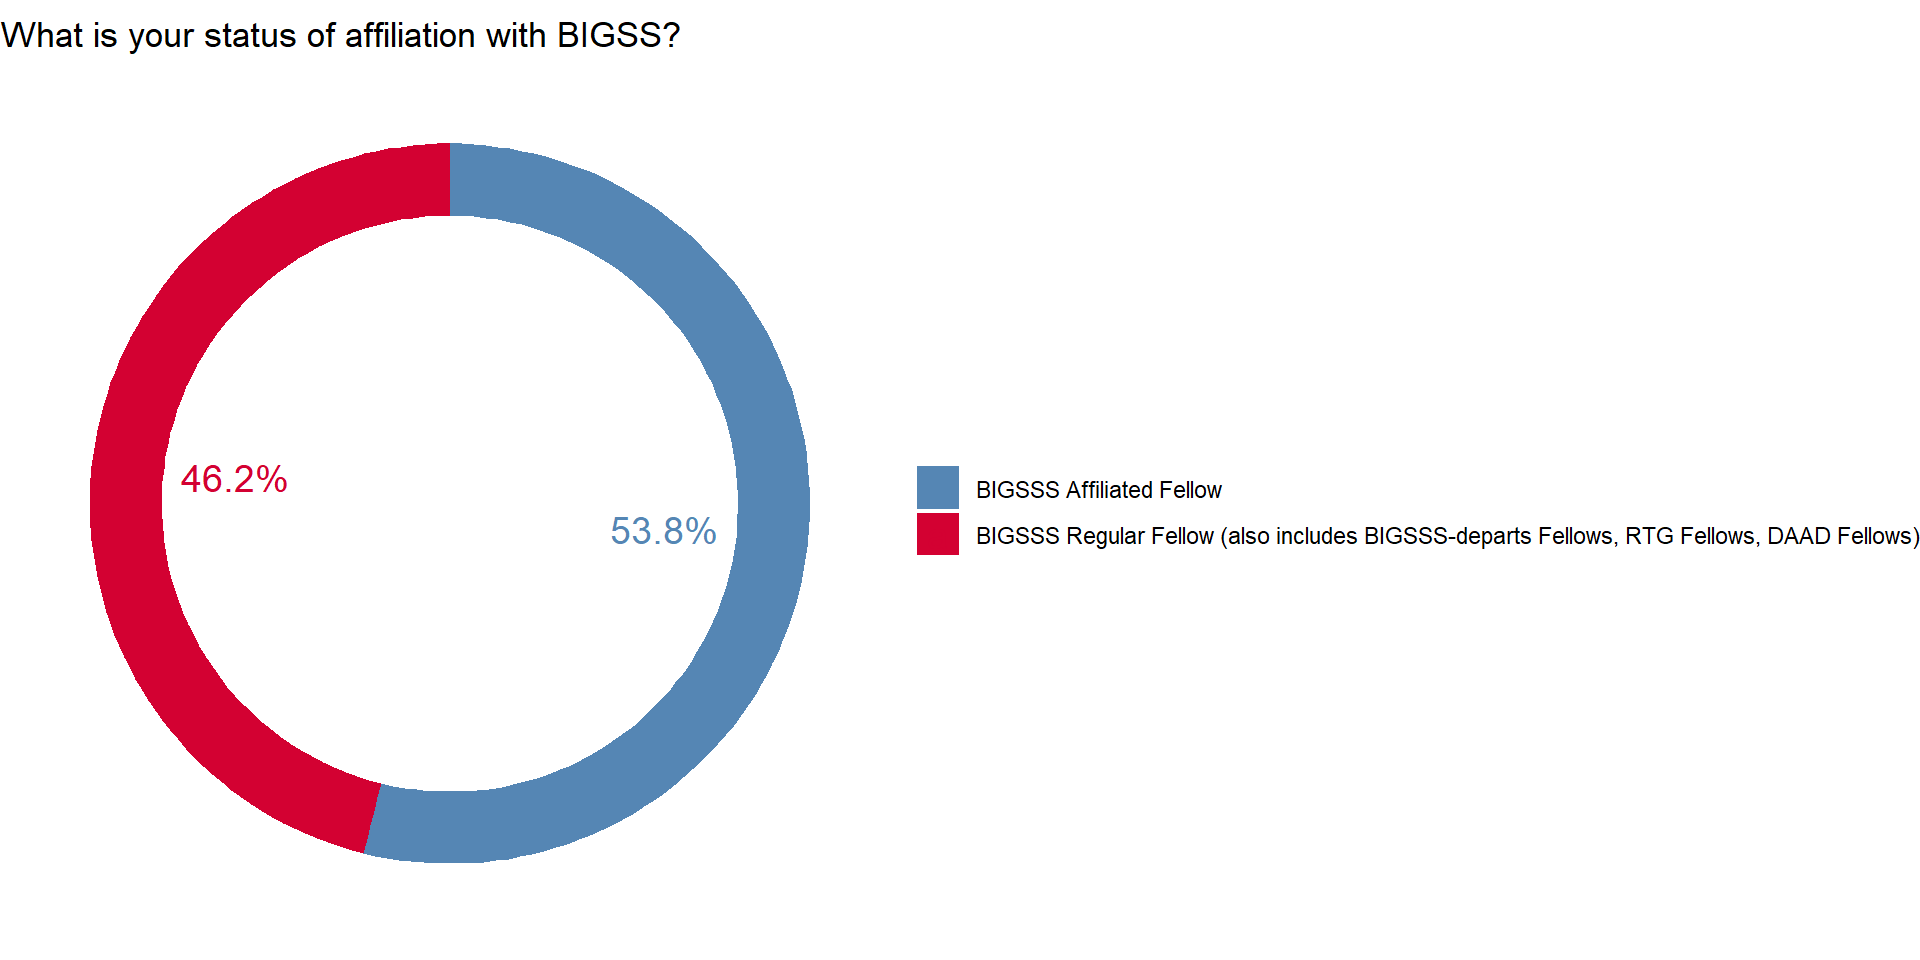 What is your status of affiliation with BIGSS?
46.2%
53.8%
BIGSSS Affiliated Fellow
BIGSSS Regular Fellow (also includes BIGSSS-departs Fellows, RTG Fellows, DAAD Fellows)